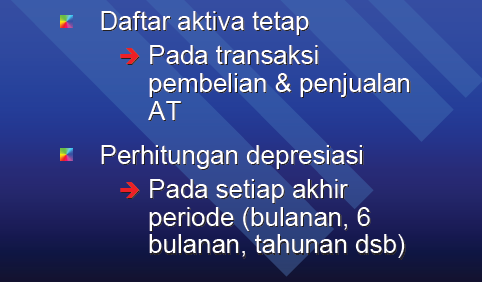 Daftar aktiva tetap
➔ Pada transaksi
pembelian & penjualan
AT
Perhitungan depresiasi
➔ Pada setiap akhir
periode (bulanan, 6
bulanan, tahunan dsb)